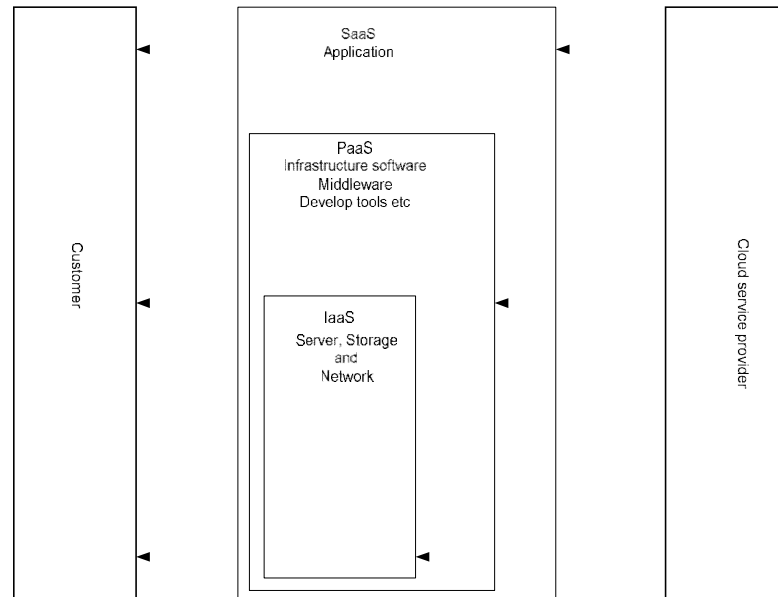 SaaS
Application
PaaS
Infrastructure software
Middleware
Develop tools etc
IaaS
Server, Storage
and
Network
Customer
Cloud service provider